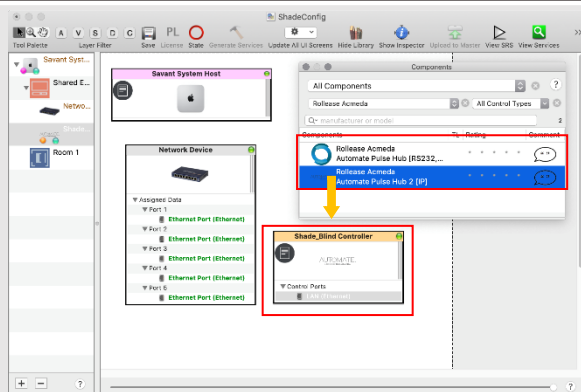 ShadeConfig
A V S D C
PL
Tool Palette
Layer Filter
Save
License
State
Generate Services
Update All UI Screens
Hide Library
Show Inspector
Upload to Master
View SRS
View Services
Savant Syst...
Shared E...
Netwo...
Shade...
Room 1
Savant System Host
Network Device
Assigned Data
Port 1
Ethernet Port (Ethernet)
Port 2
Ethernet Port (Ethernet)
Port 3
Ethernet Port (Ethernet)
Port 4
Ethernet Port (Ethernet)
Port 5
Ethernet Port (Ethernet)
Components
All Components
?
Rollease Acmeda
All Control Types
manufacturer or model
2
Components
Rating
Comment
Rollease Acmeda
Automate Pulse Hub [RS232,...
Rollease Acmeda
Automate Pulse Hub 2 [IP]
Shade_Blind Controller
AUTOMATE
Control Ports
LAN (Ethernet)
+ − ?
?